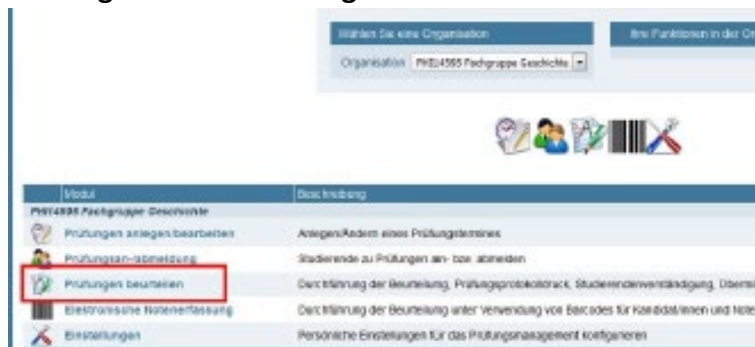 Wählen Sie eine Organisation
Ihre Funktionen in der Or
Organisation PHIL4595 Fachgruppe Geschichte
Modul Beschreibung
PHIL4595 Fachgruppe Geschichte
Prüfungen anlegen/bearbeiten Anlegen/Ändern eines Prüfungstermines
Prüfungsan-/abmeldung Studierende zu Prüfungen an- bzw. abmelden
Prüfungen beurteilen Durchführung der Beurteilung, Prüfungsprotokolldruck, Studierendenverständigung, Übermi
Elektronische Notenerfassung Durchführung der Beurteilung unter Verwendung von Barcodes für Kandidat/innen und Note
Einstellungen Persönliche Einstellungen für das Prüfungsmanagement konfigurieren